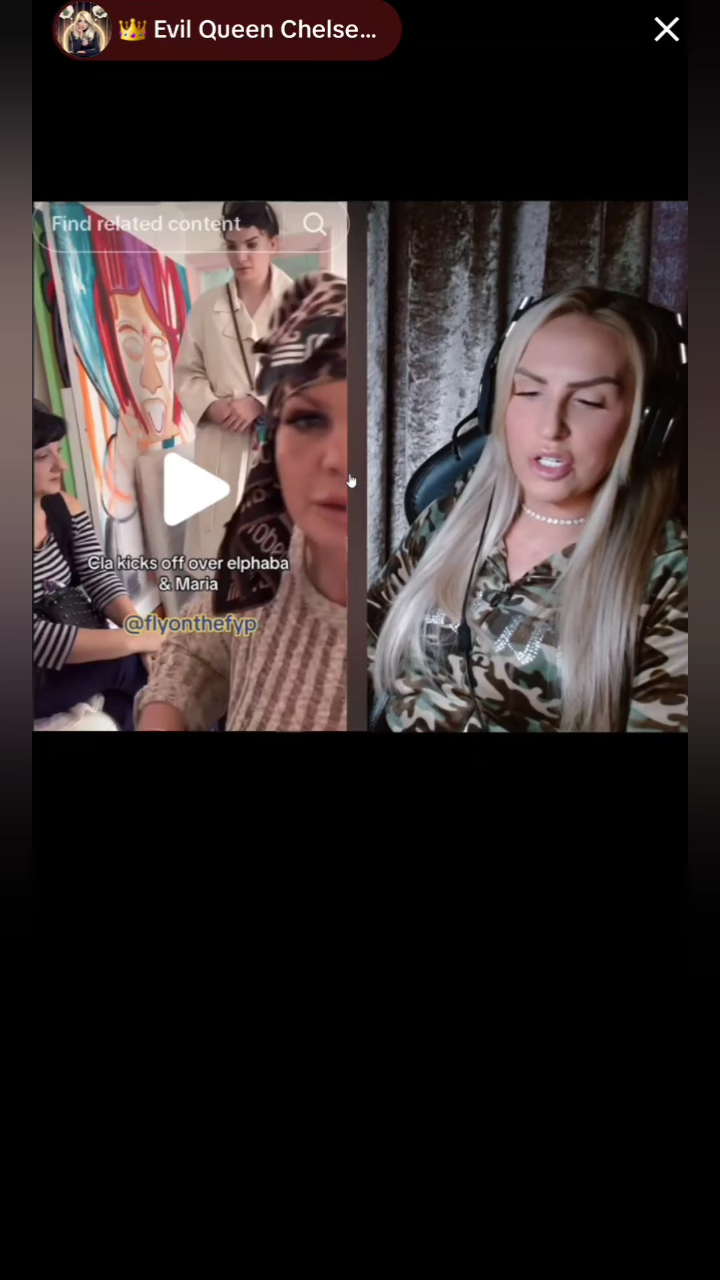 👑 Evil Queen Chelse...
Find related content
Cla kicks off over elphaba
& Maria
@flyonthefyp